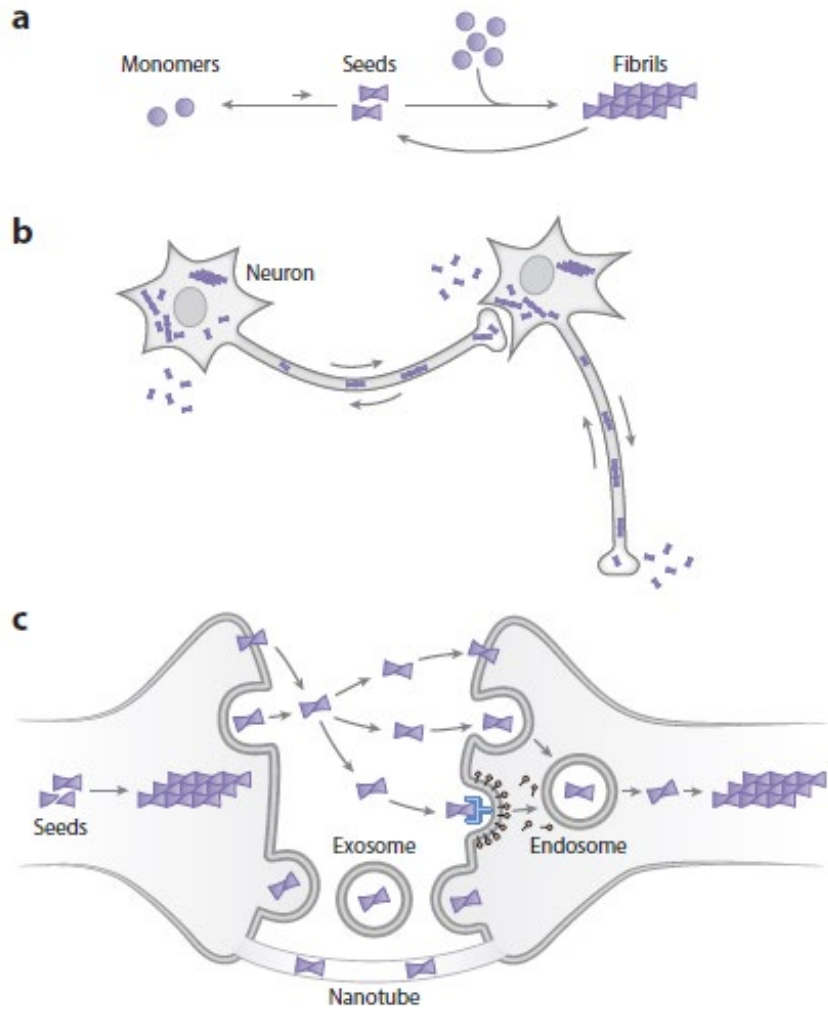 a
Monomers
Seeds
Fibrils
b
Neuron
c
Seeds
Exosome
Endosome
Nanotube